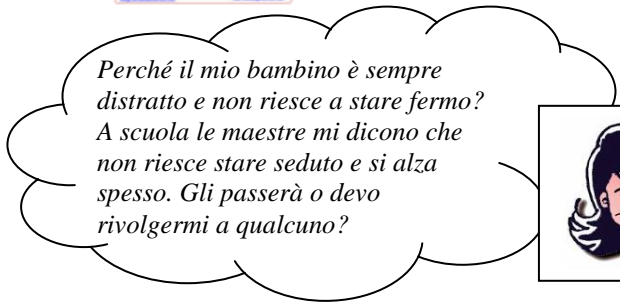 Perché il mio bambino è sempre
distratto e non riesce a stare fermo?
A scuola le maestre mi dicono che
non riesce stare seduto e si alza
spesso. Gli passerà o devo
rivolgermi a qualcuno?